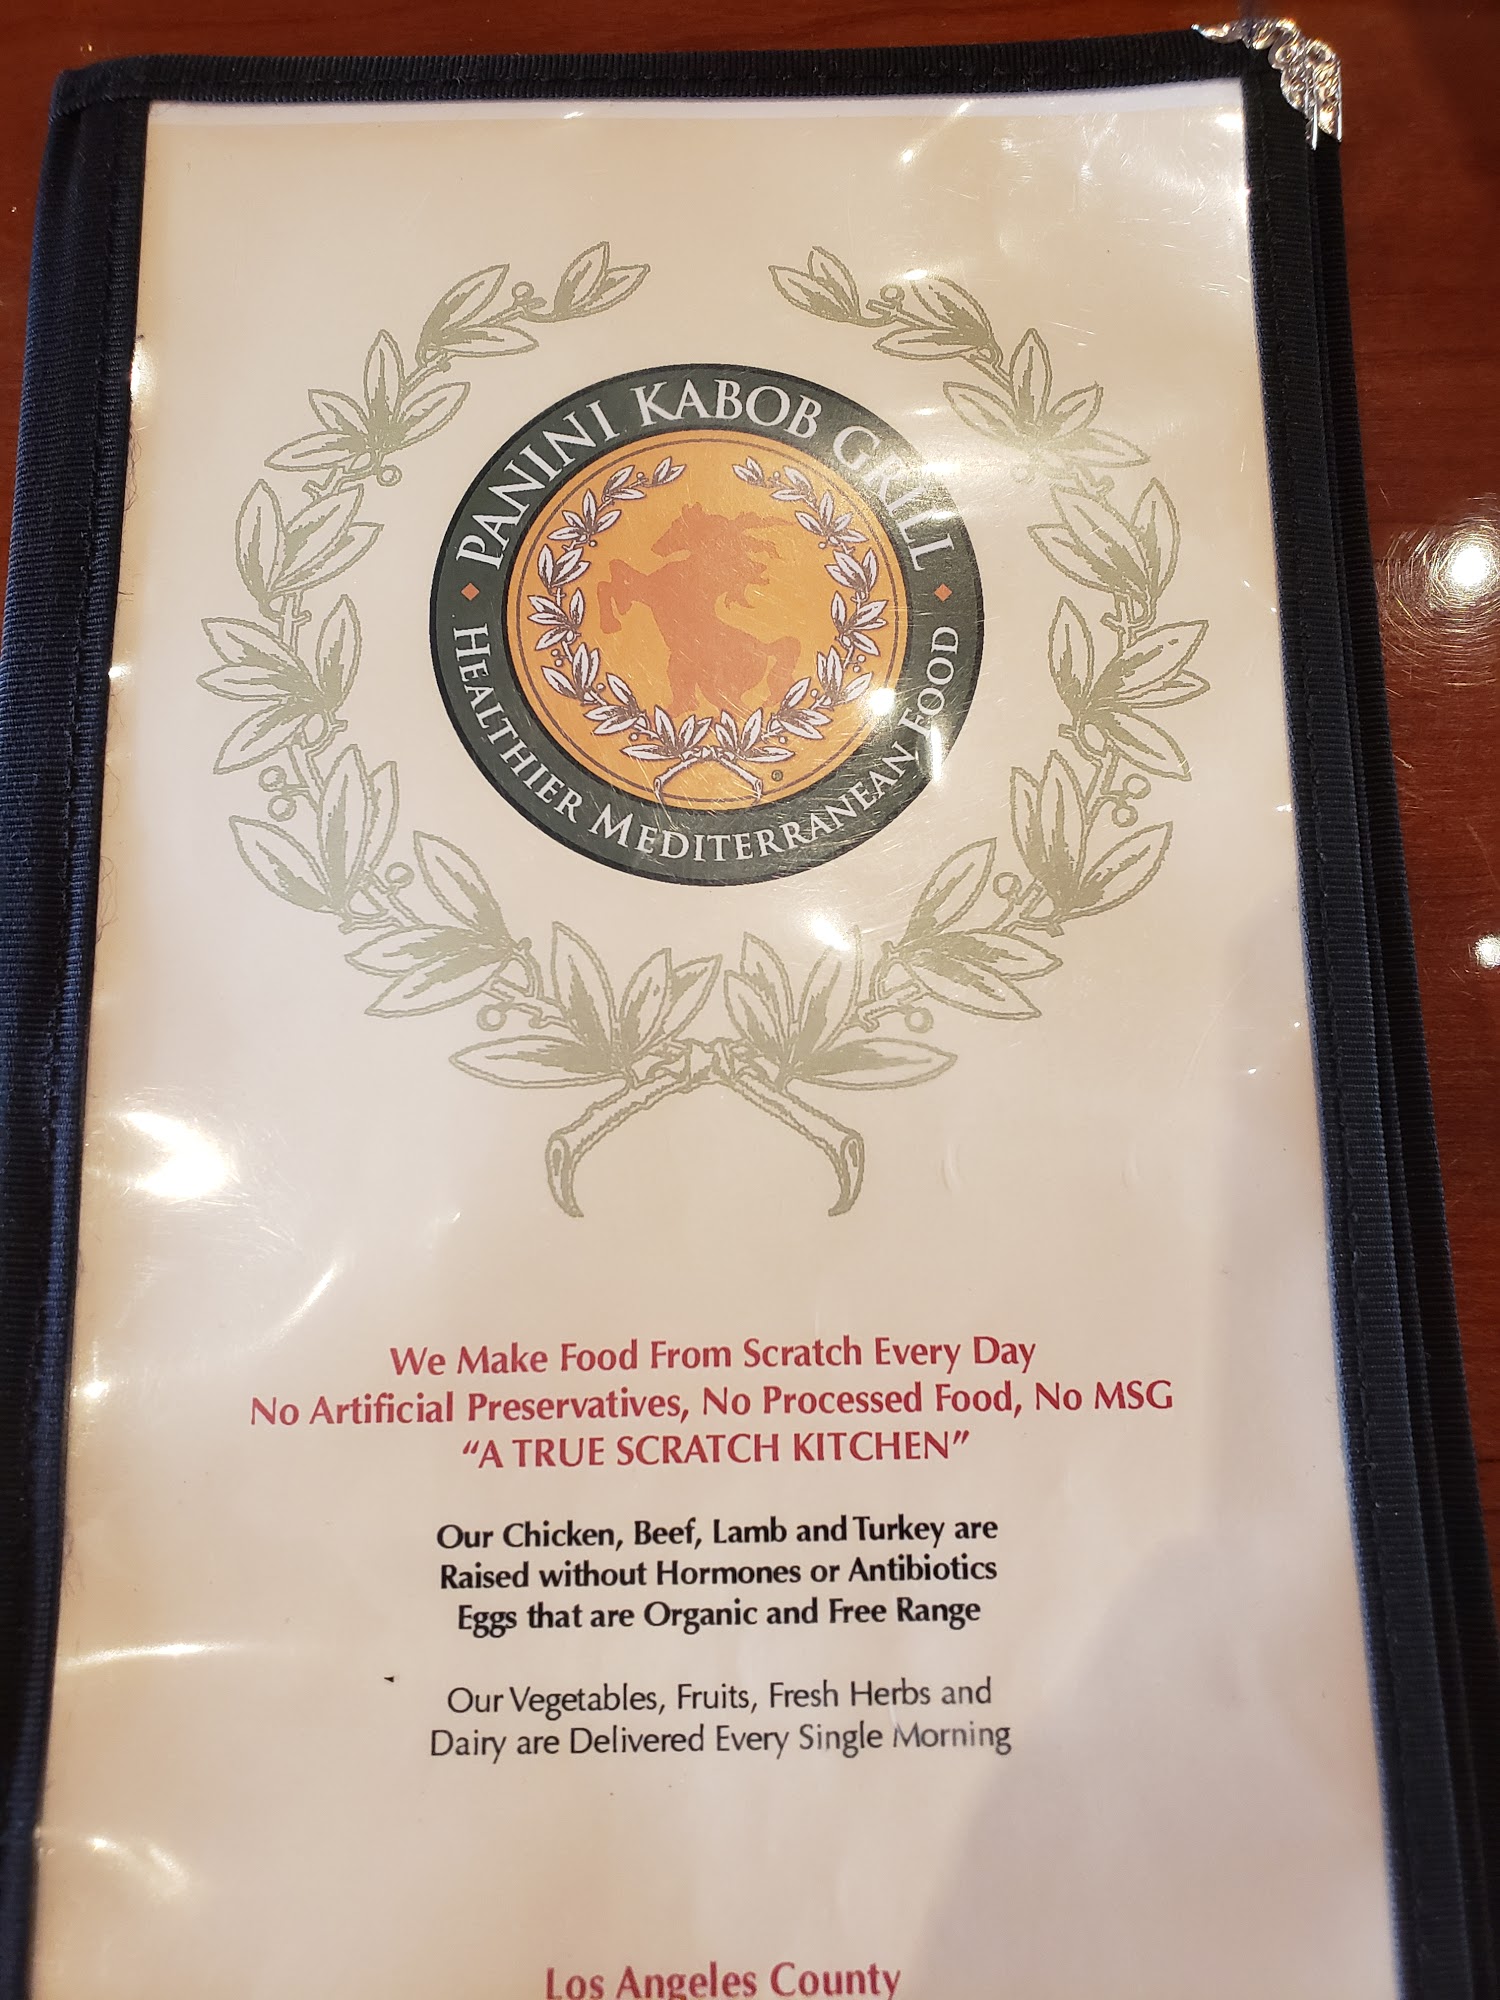 PANINI KABOB GRILL
HEALTHIER MEDITERRANEAN FOOD
®
We Make Food From Scratch Every Day
No Artificial Preservatives, No Processed Food, No MSG
“A TRUE SCRATCH KITCHEN”
Our Chicken, Beef, Lamb and Turkey are
Raised without Hormones or Antibiotics
Eggs that are Organic and Free Range
Our Vegetables, Fruits, Fresh Herbs and
Dairy are Delivered Every Single Morning
Los Angeles County